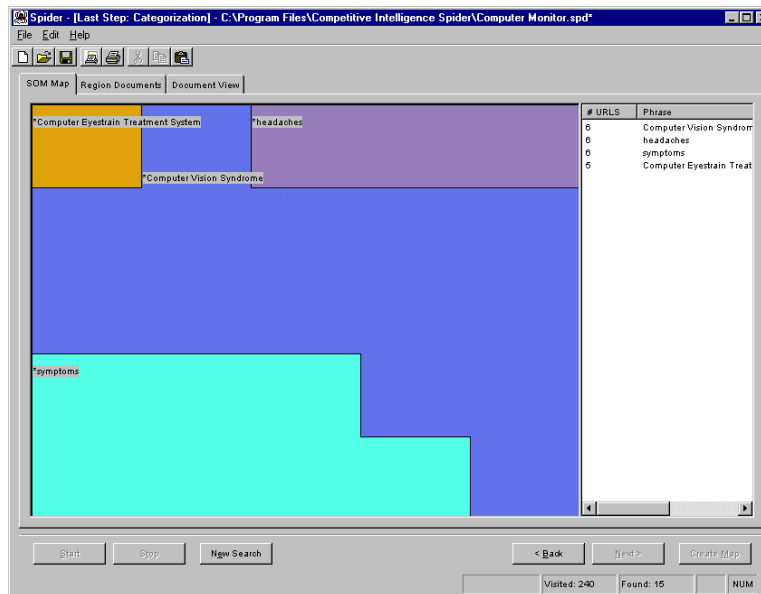 Spider - [Last Step: Categorization] - C:\Program Files\Competitive Intelligence Spider\Computer Monitor.spd*
File Edit Help
SOM Map Region Documents Document View
*Computer Eyestrain Treatment System *headaches
*Computer Vision Syndrome
*symptoms
# URLS Phrase
6 Computer Vision Syndrom
6 headaches
6 symptoms
5 Computer Eyestrain Treat
Start Stop New Search < Back Next > Create Map
Visited: 240 Found: 15 NUM